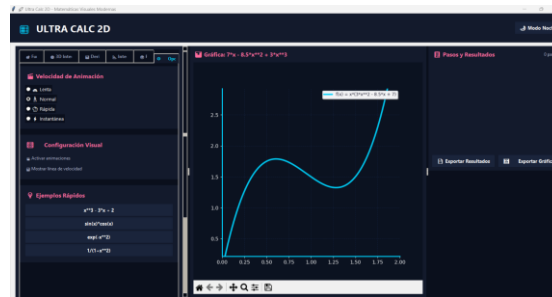 Ultra Calc 2D - Matemáticas Visuales Modernas
ULTRA CALC 2D
Velocidad de Animación
Lenta
Normal
Rápida
Instantánea
Configuración Visual
Activar animaciones
Mostrar línea de velocidad
Ejemplos Rápidos
x**3 - 3*x + 2
sin(x)*cos(x)
exp(-x**2)
1/(1+x**2)
Gráfica: 7*x - 8.5*x**2 + 3*x**3
2.5
2.0
1.5
1.0
0.5
0.00 0.25 0.50 0.75 1.00 1.25 1.50 1.75 2.00
Pasos y Resultados
Exportar Resultados
Exportar Gráfica